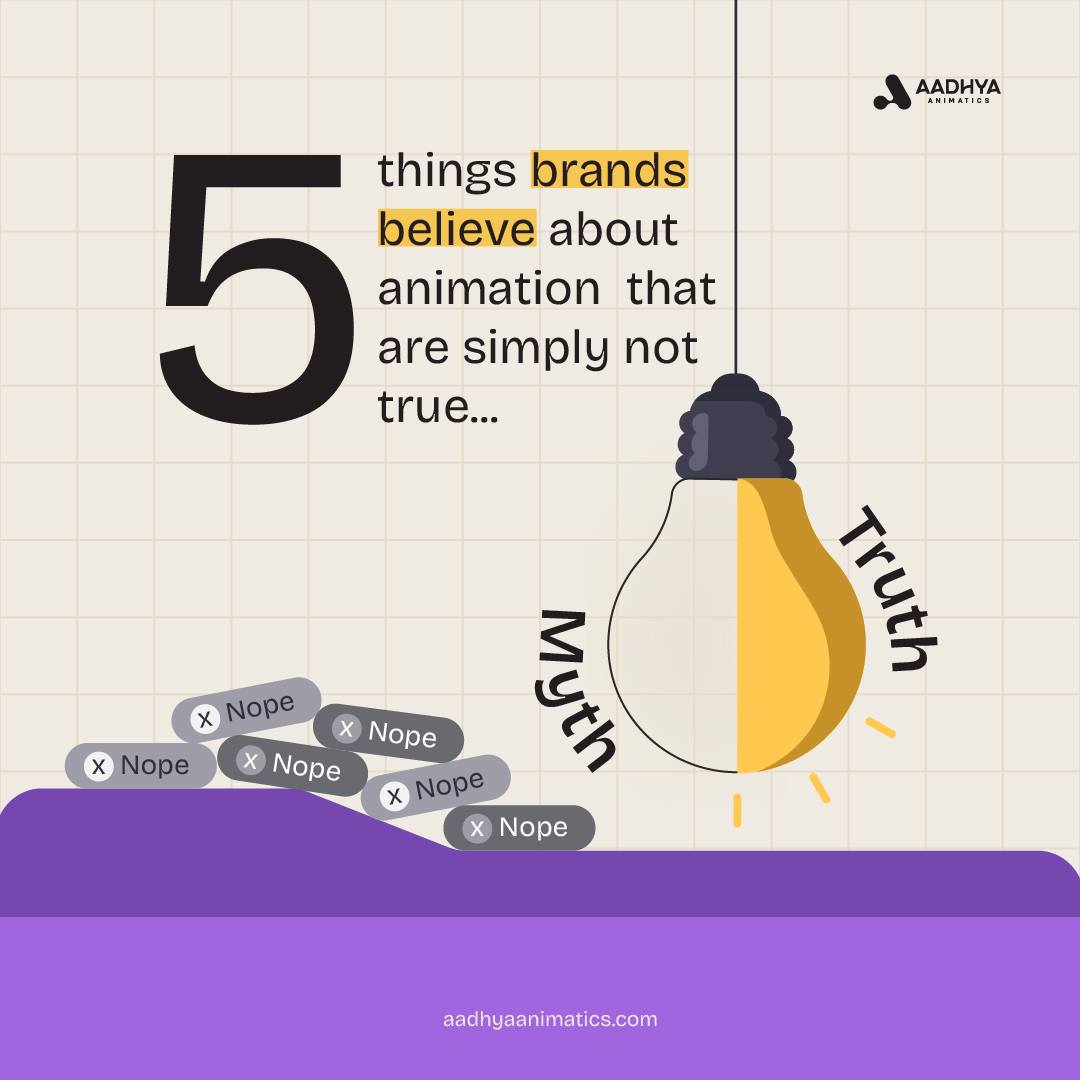 AADHYA
ANIMATICS
5
things brands
believe about
animation that
are simply not
true...
Truth
Myth
x Nope
x Nope
x Nope
x Nope
x Nope
x Nope
aadhyaanimatics.com